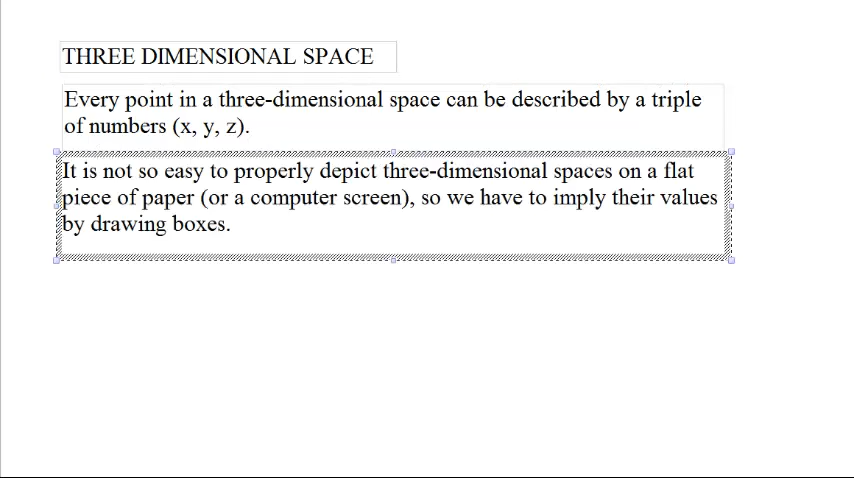 THREE DIMENSIONAL SPACE
Every point in a three-dimensional space can be described by a triple
of numbers (x, y, z).
It is not so easy to properly depict three-dimensional spaces on a flat
piece of paper (or a computer screen), so we have to imply their values
by drawing boxes.